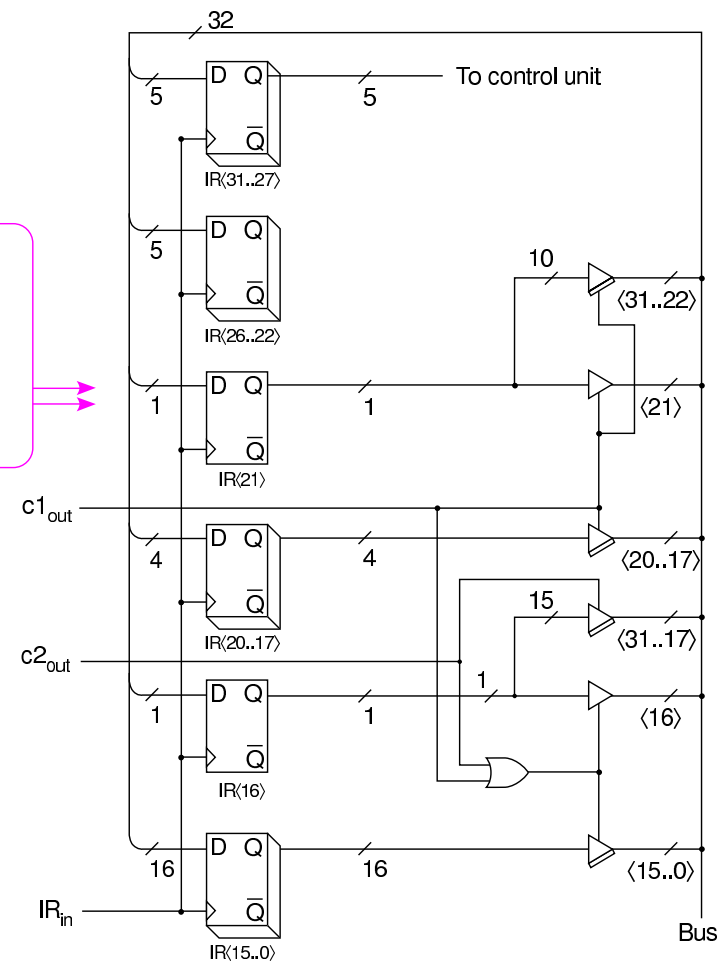 32
D Q
To control unit
5
5
Q
IR⟨31..27⟩
D Q
5
Q
IR⟨26..22⟩
10
⟨31..22⟩
D Q
1
1
⟨21⟩
Q
IR⟨21⟩
c1out
D Q
4
4
⟨20..17⟩
Q
IR⟨20..17⟩
15
⟨31..17⟩
c2out
D Q
1
1
1
⟨16⟩
Q
IR⟨16⟩
D Q
16
16
⟨15..0⟩
Q
IRin
IR⟨15..0⟩
Bus